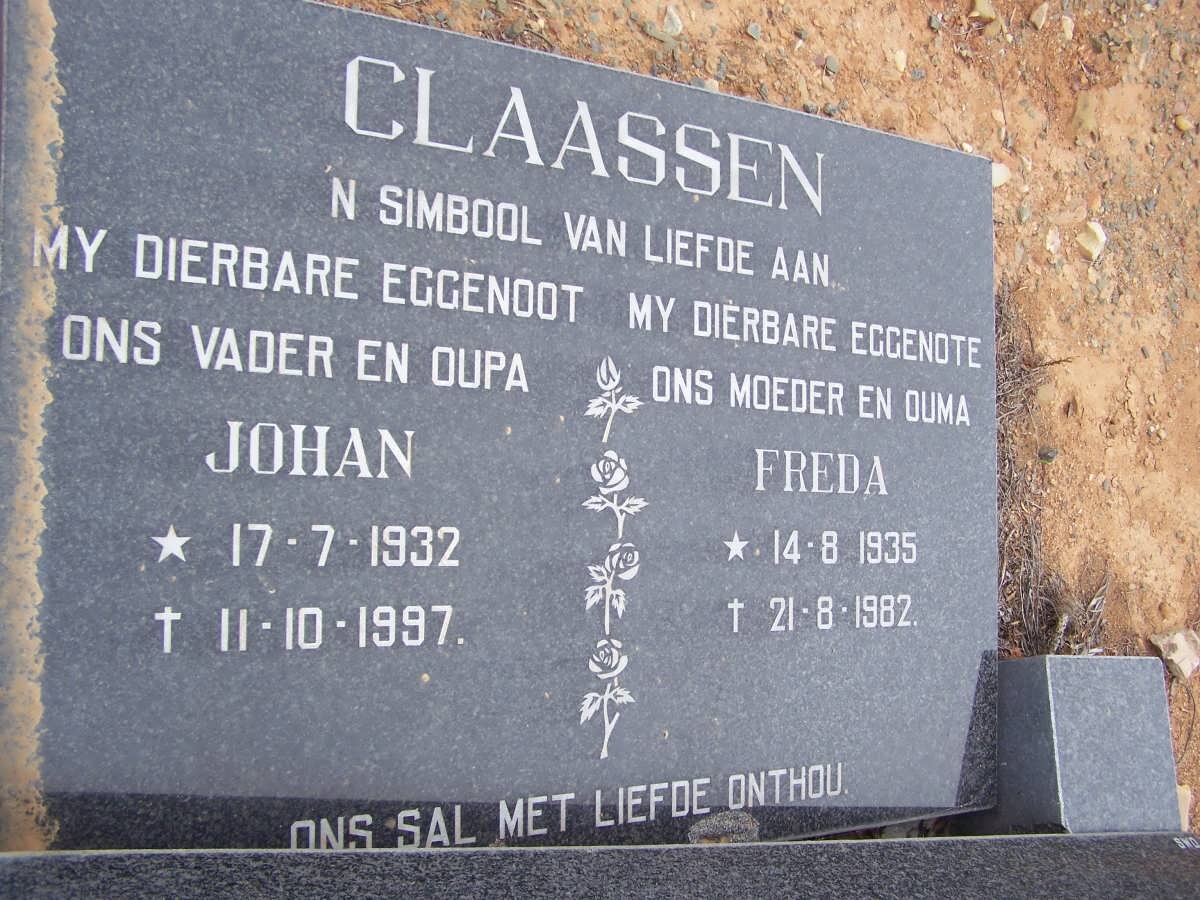 CLAASSEN
'N SIMBOOL VAN LIEFDE AAN
MY DIERBARE EGGENOOT
ONS VADER EN OUPA
JOHAN
★ 17-7-1932
† 11-10-1997.
MY DIERBARE EGGENOTE
ONS MOEDER EN OUMA
FREDA
★ 14-8 1935
† 21-8-1982.
ONS SAL MET LIEFDE ONTHOU.